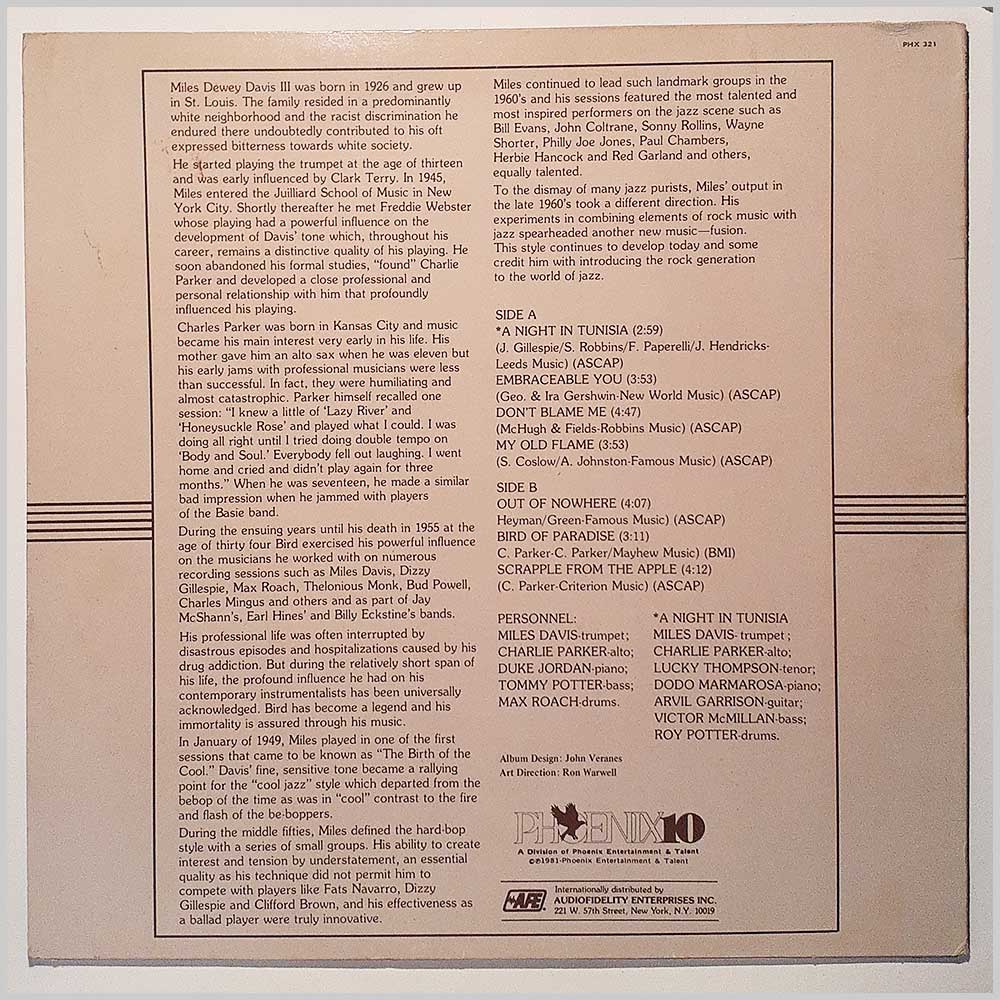 PHX 321
Miles Dewey Davis III was born in 1926 and grew up
in St. Louis. The family resided in a predominantly
white neighborhood and the racist discrimination he
endured there undoubtedly contributed to his oft
expressed bitterness towards white society.
He started playing the trumpet at the age of thirteen
and was early influenced by Clark Terry. In 1945,
Miles entered the Juilliard School of Music in New
York City. Shortly thereafter he met Freddie Webster
whose playing had a powerful influence on the
development of Davis' tone which, throughout his
career, remains a distinctive quality of his playing. He
soon abandoned his formal studies, "found" Charlie
Parker and developed a close professional and
personal relationship with him that profoundly
influenced his playing.
Charles Parker was born in Kansas City and music
became his main interest very early in his life. His
mother gave him an alto sax when he was eleven but
his early jams with professional musicians were less
than successful. In fact, they were humiliating and
almost catastrophic. Parker himself recalled one
session: "I knew a little of 'Lazy River' and
'Honeysuckle Rose' and played what I could. I was
doing all right until I tried doing double tempo on
'Body and Soul.' Everybody fell out laughing. I went
home and cried and didn't play again for three
months." When he was seventeen, he made a similar
bad impression when he jammed with players
of the Basie band.
During the ensuing years until his death in 1955 at the
age of thirty four Bird exercised his powerful influence
on the musicians he worked with on numerous
recording sessions such as Miles Davis, Dizzy
Gillespie, Max Roach, Thelonious Monk, Bud Powell,
Charles Mingus and others and as part of Jay
McShann's, Earl Hines' and Billy Eckstine's bands.
His professional life was often interrupted by
disastrous episodes and hospitalizations caused by his
drug addiction. But during the relatively short span of
his life, the profound influence he had on his
contemporary instrumentalists has been universally
acknowledged. Bird has become a legend and his
immortality is assured through his music.
In January of 1949, Miles played in one of the first
sessions that came to be known as "The Birth of the
Cool." Davis' fine, sensitive tone became a rallying
point for the "cool jazz" style which departed from the
bebop of the time as was in "cool" contrast to the fire
and flash of the be-boppers.
During the middle fifties, Miles defined the hard-bop
style with a series of small groups. His ability to create
interest and tension by understatement, an essential
quality as his technique did not permit him to
compete with players like Fats Navarro, Dizzy
Gillespie and Clifford Brown, and his effectiveness as
a ballad player were truly innovative.
Miles continued to lead such landmark groups in the
1960's and his sessions featured the most talented and
most inspired performers on the jazz scene such as
Bill Evans, John Coltrane, Sonny Rollins, Wayne
Shorter, Philly Joe Jones, Paul Chambers,
Herbie Hancock and Red Garland and others,
equally talented.
To the dismay of many jazz purists, Miles' output in
the late 1960's took a different direction. His
experiments in combining elements of rock music with
jazz spearheaded another new music—fusion.
This style continues to develop today and some
credit him with introducing the rock generation
to the world of jazz.
SIDE A
*A NIGHT IN TUNISIA (2:59)
(J. Gillespie/S. Robbins/F. Paperelli/J. Hendricks-
Leeds Music) (ASCAP)
EMBRACEABLE YOU (3:53)
(Geo. & Ira Gershwin-New World Music) (ASCAP)
DON'T BLAME ME (4:47)
(McHugh & Fields-Robbins Music) (ASCAP)
MY OLD FLAME (3:53)
(S. Coslow/A. Johnston-Famous Music) (ASCAP)
SIDE B
OUT OF NOWHERE (4:07)
Heyman/Green-Famous Music) (ASCAP)
BIRD OF PARADISE (3:11)
C. Parker-C. Parker/Mayhew Music) (BMI)
SCRAPPLE FROM THE APPLE (4:12)
(C. Parker-Criterion Music) (ASCAP)
PERSONNEL:
MILES DAVIS-trumpet;
CHARLIE PARKER-alto;
DUKE JORDAN-piano;
TOMMY POTTER-bass;
MAX ROACH-drums.
*A NIGHT IN TUNISIA
MILES DAVIS-trumpet ;
CHARLIE PARKER-alto;
LUCKY THOMPSON-tenor;
DODO MARMAROSA-piano;
ARVIL GARRISON-guitar;
VICTOR McMILLAN-bass;
ROY POTTER-drums.
Album Design: John Veranes
Art Direction: Ron Warwell
PHOENIX10
A Division of Phoenix Entertainment & Talent
©℗1981-Phoenix Entertainment & Talent
AFE
Internationally distributed by
AUDIOFIDELITY ENTERPRISES INC.
221 W. 57th Street, New York, N.Y. 10019